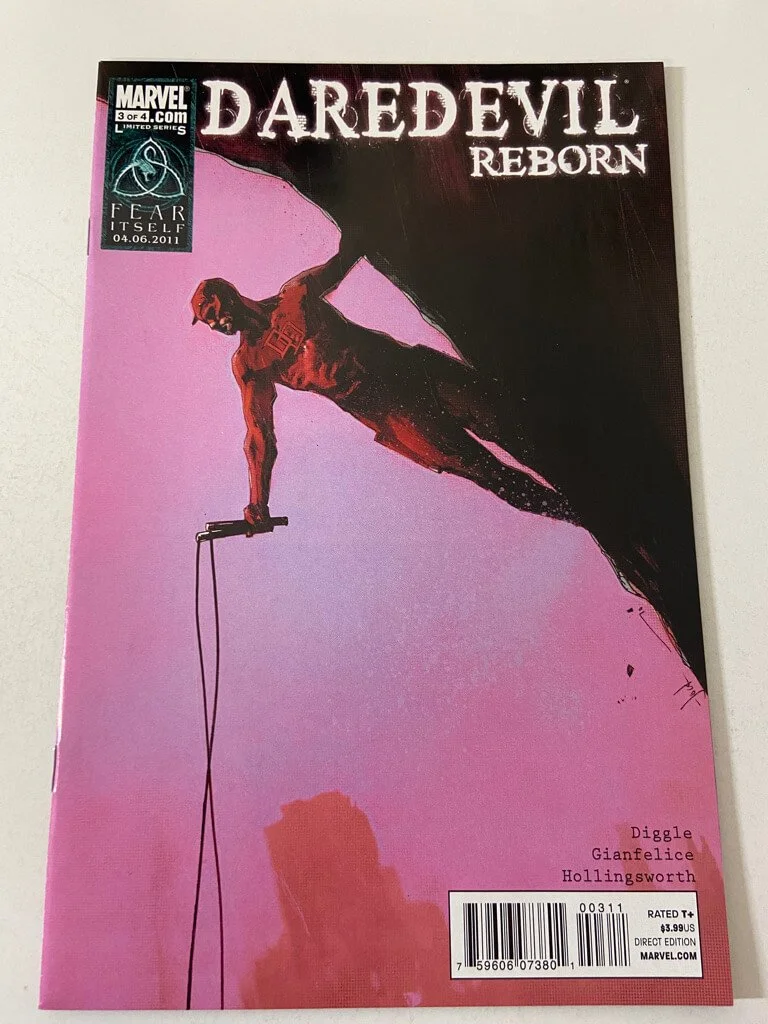 MARVEL
3 OF 4.com
LIMITED SERIES
FEAR
ITSELF
04.06.2011
DAREDEVIL
REBORN
DD
Diggle
Gianfelice
Hollingsworth
00311
7 59606 07380 1
RATED T+
$3.99US
DIRECT EDITION
MARVEL.COM